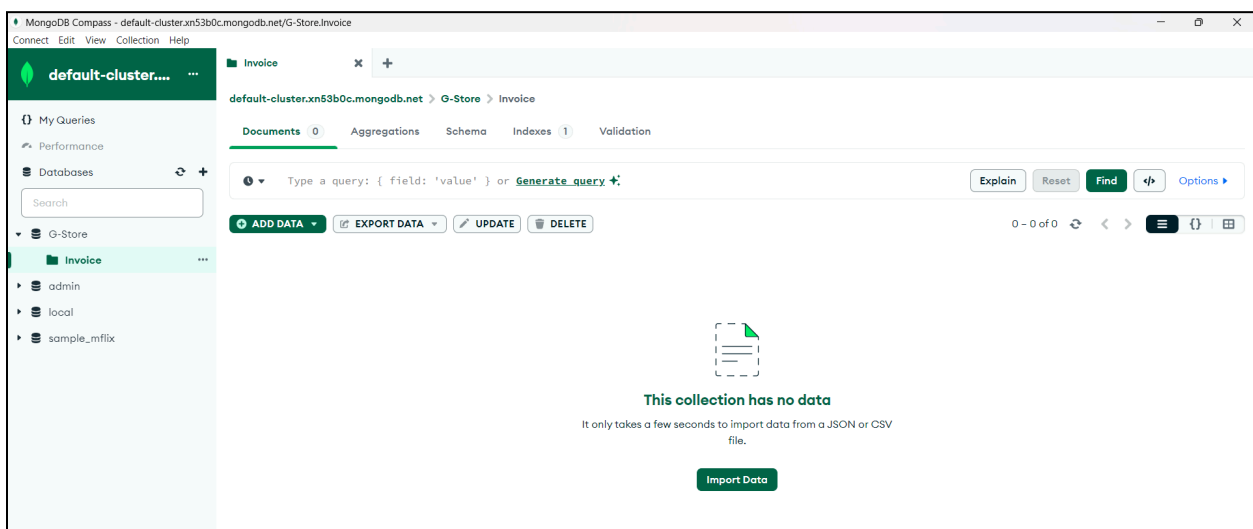 MongoDB Compass - default-cluster.xn53b0c.mongodb.net/G-Store.Invoice
Connect Edit View Collection Help
default-cluster.... ...
Invoice
default-cluster.xn53b0c.mongodb.net > G-Store > Invoice
{} My Queries
Performance
Databases
Search
G-Store
Invoice ...
admin
local
sample_mflix
Documents 0 Aggregations Schema Indexes 1 Validation
Type a query: { field: 'value' } or Generate query
Explain Reset Find </> Options
ADD DATA EXPORT DATA UPDATE DELETE
0 – 0 of 0 {}
This collection has no data
It only takes a few seconds to import data from a JSON or CSV
file.
Import Data